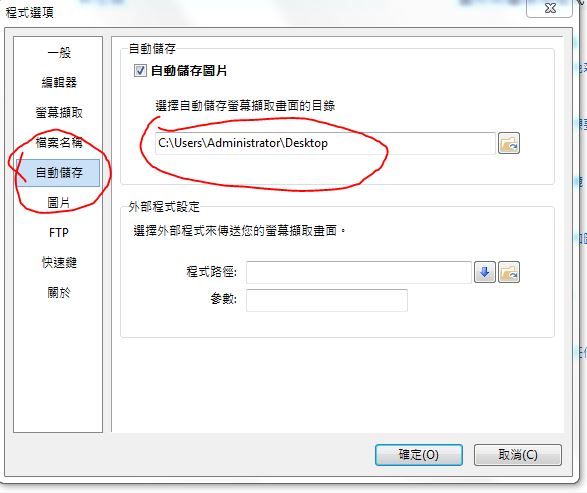 程式選項
一般
編輯器
螢幕擷取
檔案名稱
自動儲存
圖片
FTP
快速鍵
關於
自動儲存
自動儲存圖片
選擇自動儲存螢幕擷取畫面的目錄
C:\Users\Administrator\Desktop
外部程式設定
選擇外部程式來傳送您的螢幕擷取畫面。
程式路徑:
參數:
確定(O)
取消(C)